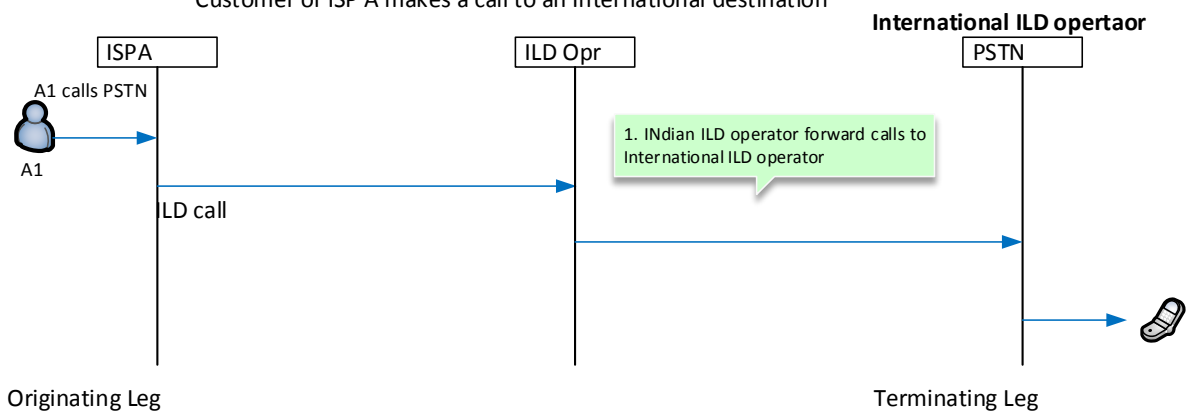 Customer of ISP A makes a call to an International destination
International ILD opertaor
ISPA
ILD Opr
PSTN
A1 calls PSTN
A1
1. INdian ILD operator forward calls to
International ILD operator
ILD call
Originating Leg
Terminating Leg